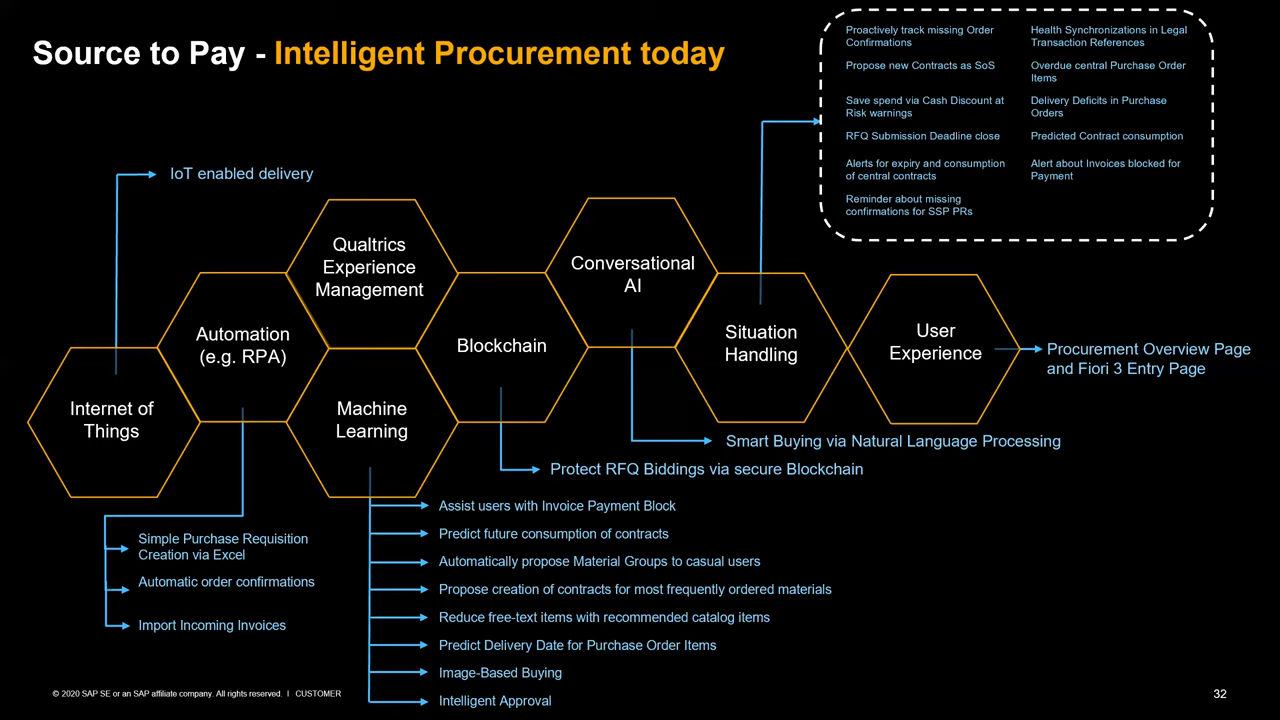 Source to Pay - Intelligent Procurement today
Proactively track missing Order
Confirmations
Propose new Contracts as SoS
Save spend via Cash Discount at
Risk warnings
RFQ Submission Deadline close
Alerts for expiry and consumption
of central contracts
Reminder about missing
confirmations for SSP PRs
Health Synchronizations in Legal
Transaction References
Overdue central Purchase Order
Items
Delivery Deficits in Purchase
Orders
Predicted Contract consumption
Alert about Invoices blocked for
Payment
IoT enabled delivery
Internet of
Things
Automation
(e.g. RPA)
Qualtrics
Experience
Management
Machine
Learning
Blockchain
Conversational
AI
Situation
Handling
User
Experience
Procurement Overview Page
and Fiori 3 Entry Page
Smart Buying via Natural Language Processing
Protect RFQ Biddings via secure Blockchain
Simple Purchase Requisition
Creation via Excel
Automatic order confirmations
Import Incoming Invoices
Assist users with Invoice Payment Block
Predict future consumption of contracts
Automatically propose Material Groups to casual users
Propose creation of contracts for most frequently ordered materials
Reduce free-text items with recommended catalog items
Predict Delivery Date for Purchase Order Items
Image-Based Buying
Intelligent Approval
© 2020 SAP SE or an SAP affiliate company. All rights reserved. I CUSTOMER
32